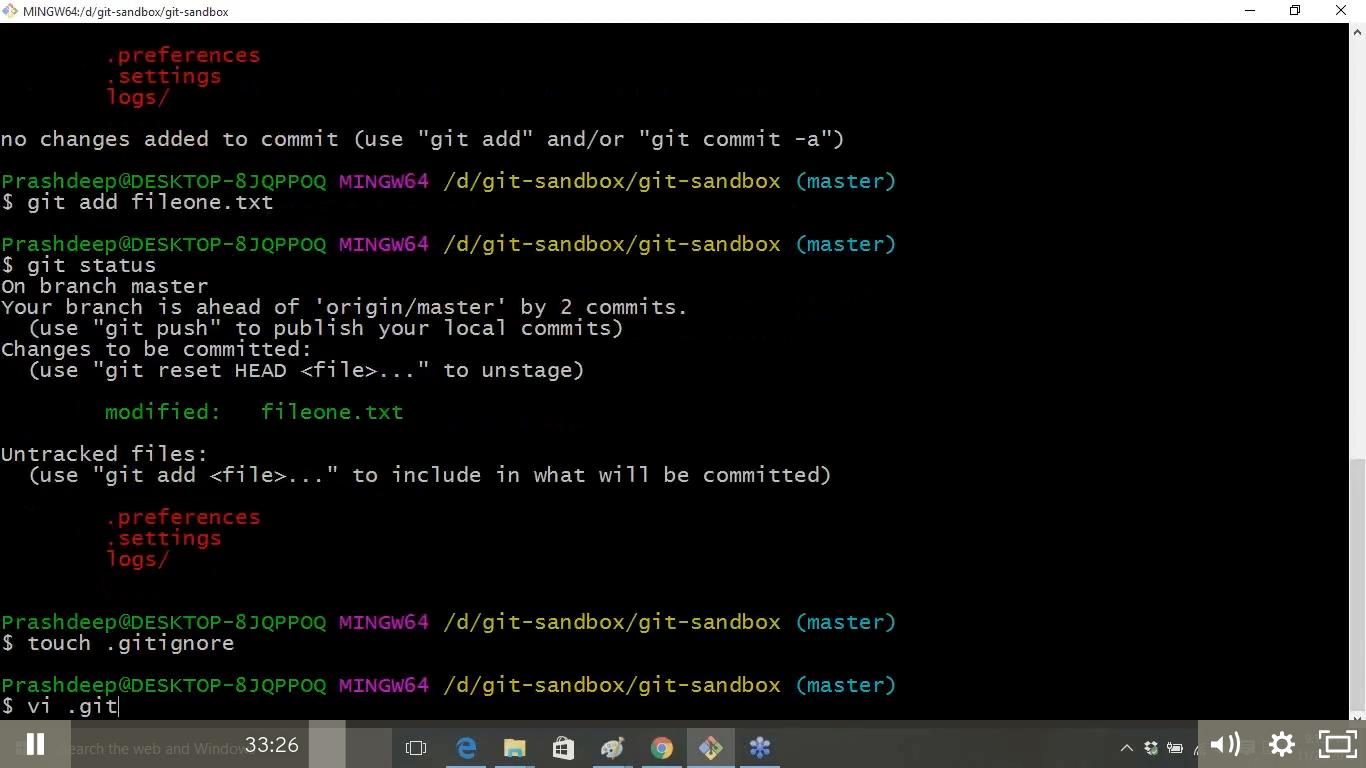 MINGW64:/d/git-sandbox/git-sandbox
.preferences
.settings
logs/
no changes added to commit (use "git add" and/or "git commit -a")
Prashdeep@DESKTOP-8JQPPOQ MINGW64 /d/git-sandbox/git-sandbox (master)
$ git add fileone.txt
Prashdeep@DESKTOP-8JQPPOQ MINGW64 /d/git-sandbox/git-sandbox (master)
$ git status
On branch master
Your branch is ahead of 'origin/master' by 2 commits.
(use "git push" to publish your local commits)
Changes to be committed:
(use "git reset HEAD <file>..." to unstage)
modified: fileone.txt
Untracked files:
(use "git add <file>..." to include in what will be committed)
.preferences
.settings
logs/
Prashdeep@DESKTOP-8JQPPOQ MINGW64 /d/git-sandbox/git-sandbox (master)
$ touch .gitignore
Prashdeep@DESKTOP-8JQPPOQ MINGW64 /d/git-sandbox/git-sandbox (master)
$ vi .git
Search the web and Window
33:26